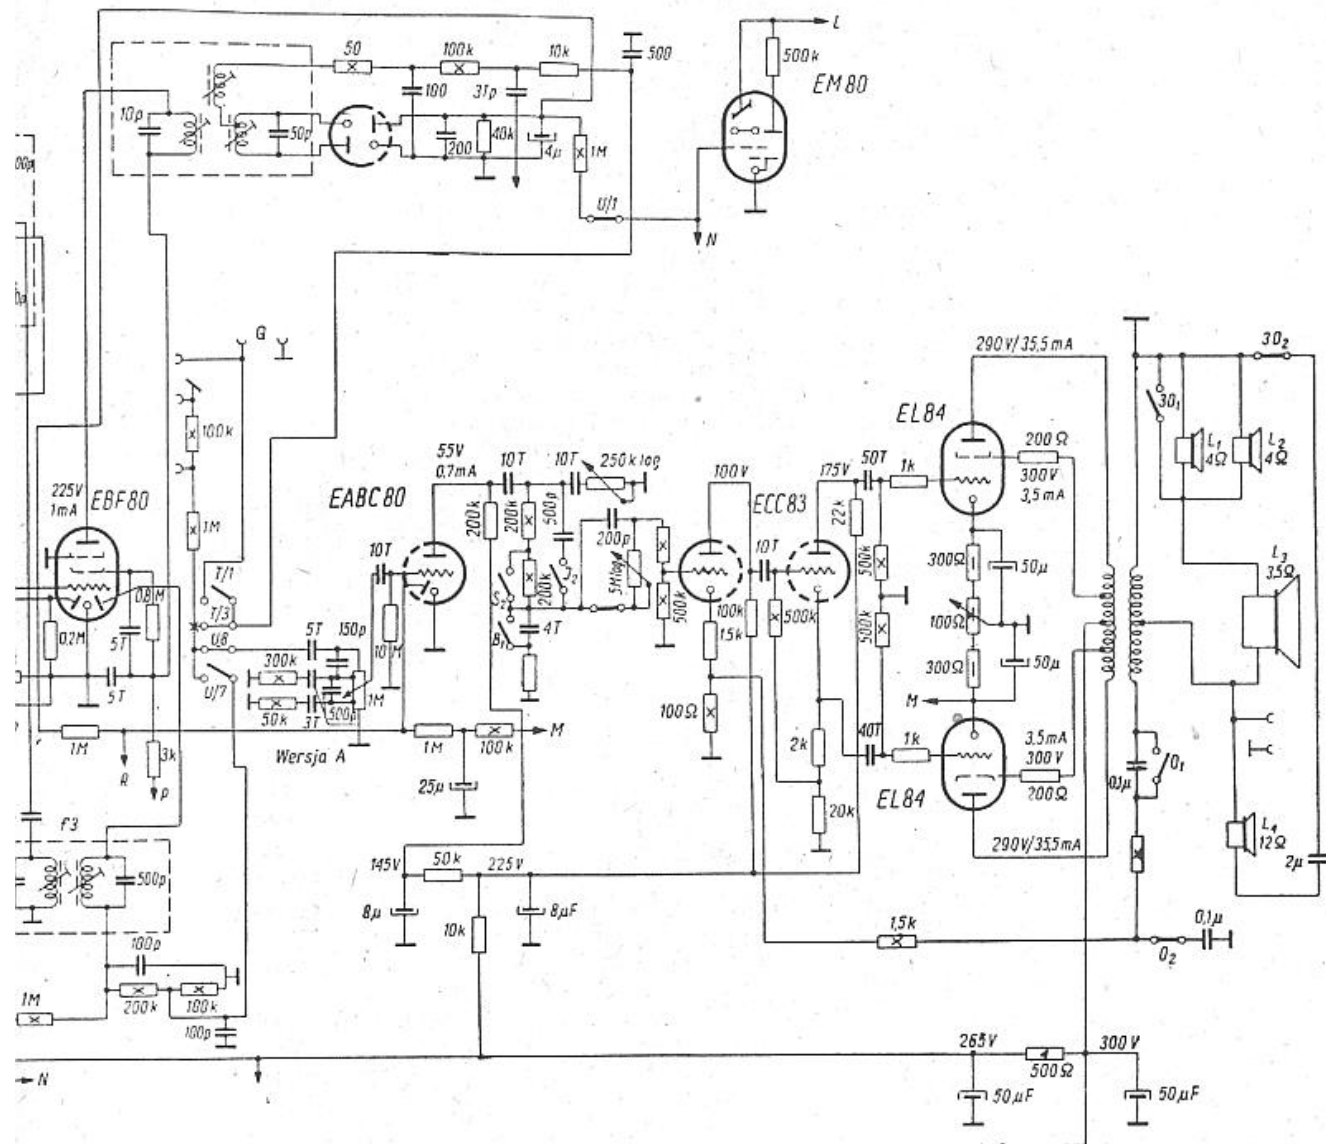 50
100k
10k
500
L
500k
EM80
10p
50p
100
31p
200
40k
4µ
1M
U/1
N
G
3D₂
290V/35,5mA
100k
EL84
3D₁
L₁
4Ω
L₂
4Ω
200Ω
300V
3,5mA
55V
0,7mA
10T
10T
250k log
100V
175V
50T
1k
225V
1mA
EBF80
EABC80
ECC83
1M
200k
200k
500p
200p
22k
500k
300Ω
50µ
L₃
3,5Ω
10T
10T
T/1
S₂
200k
J₂
5Mlog
500k
100k
500k
100Ω
0,8M
T/3
U/8
0,2M
5T
5T
150p
10M
B₁
4T
1,5k
500k
300Ω
50µ
5T
U/7
300k
50k
3T
500p
1M
M
100Ω
2k
40T
1k
3,5mA
300V
200Ω
0,1µ
O₁
1M
R
3k
P
Wersja A
1M
100k
M
25µ
EL84
20k
L₄
12Ω
2µ
f3
290V/35,5mA
500p
145V
50k
225V
8µ
8µF
10k
1,5k
O₂
0,1µ
100p
1M
200k
100k
100p
265V
500Ω
300V
N
50µF
50µF